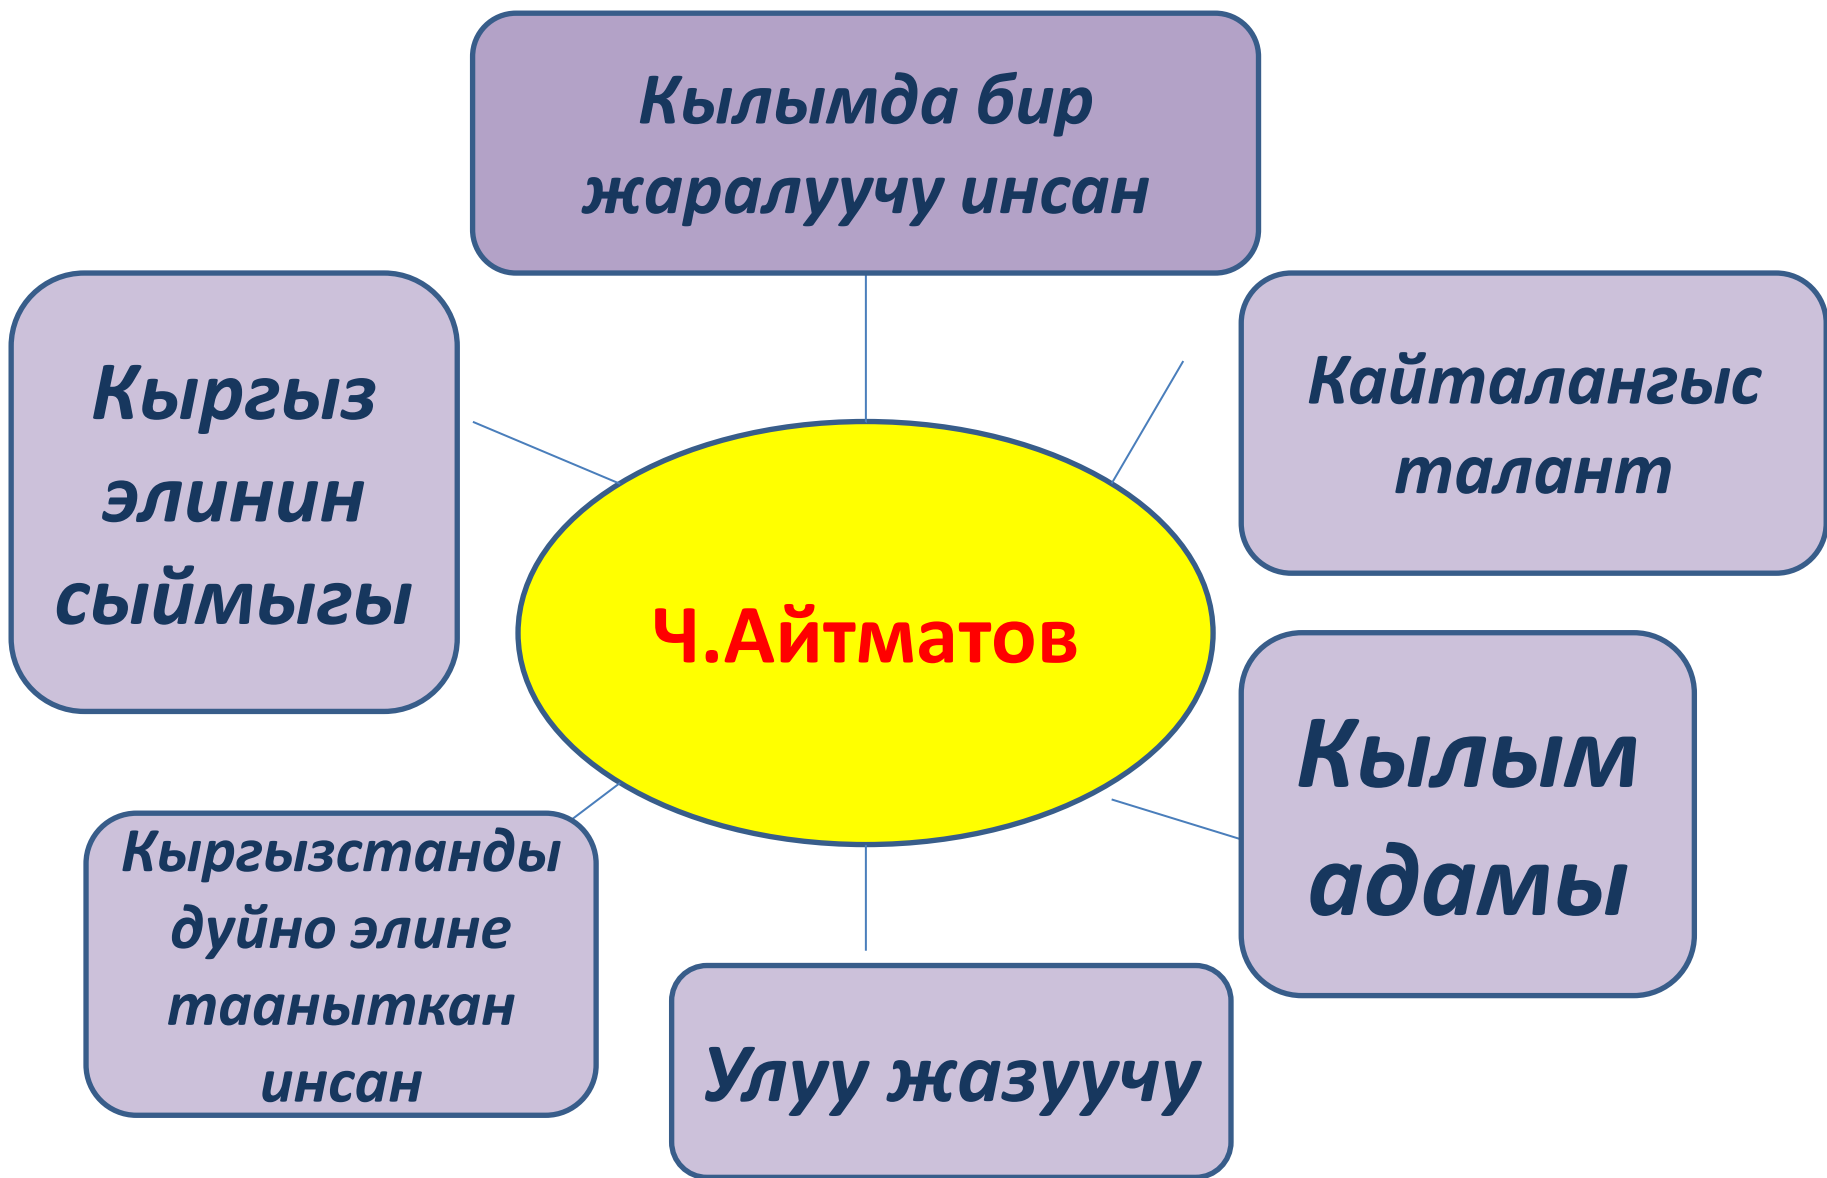 Кылымда бир
жаралуучу инсан
Кыргыз
элинин
сыймыгы
Кайталангыс
талант
Ч.Айтматов
Кылым
адамы
Кыргызстанды
дуйно элине
тааныткан
инсан
Улуу жазуучу